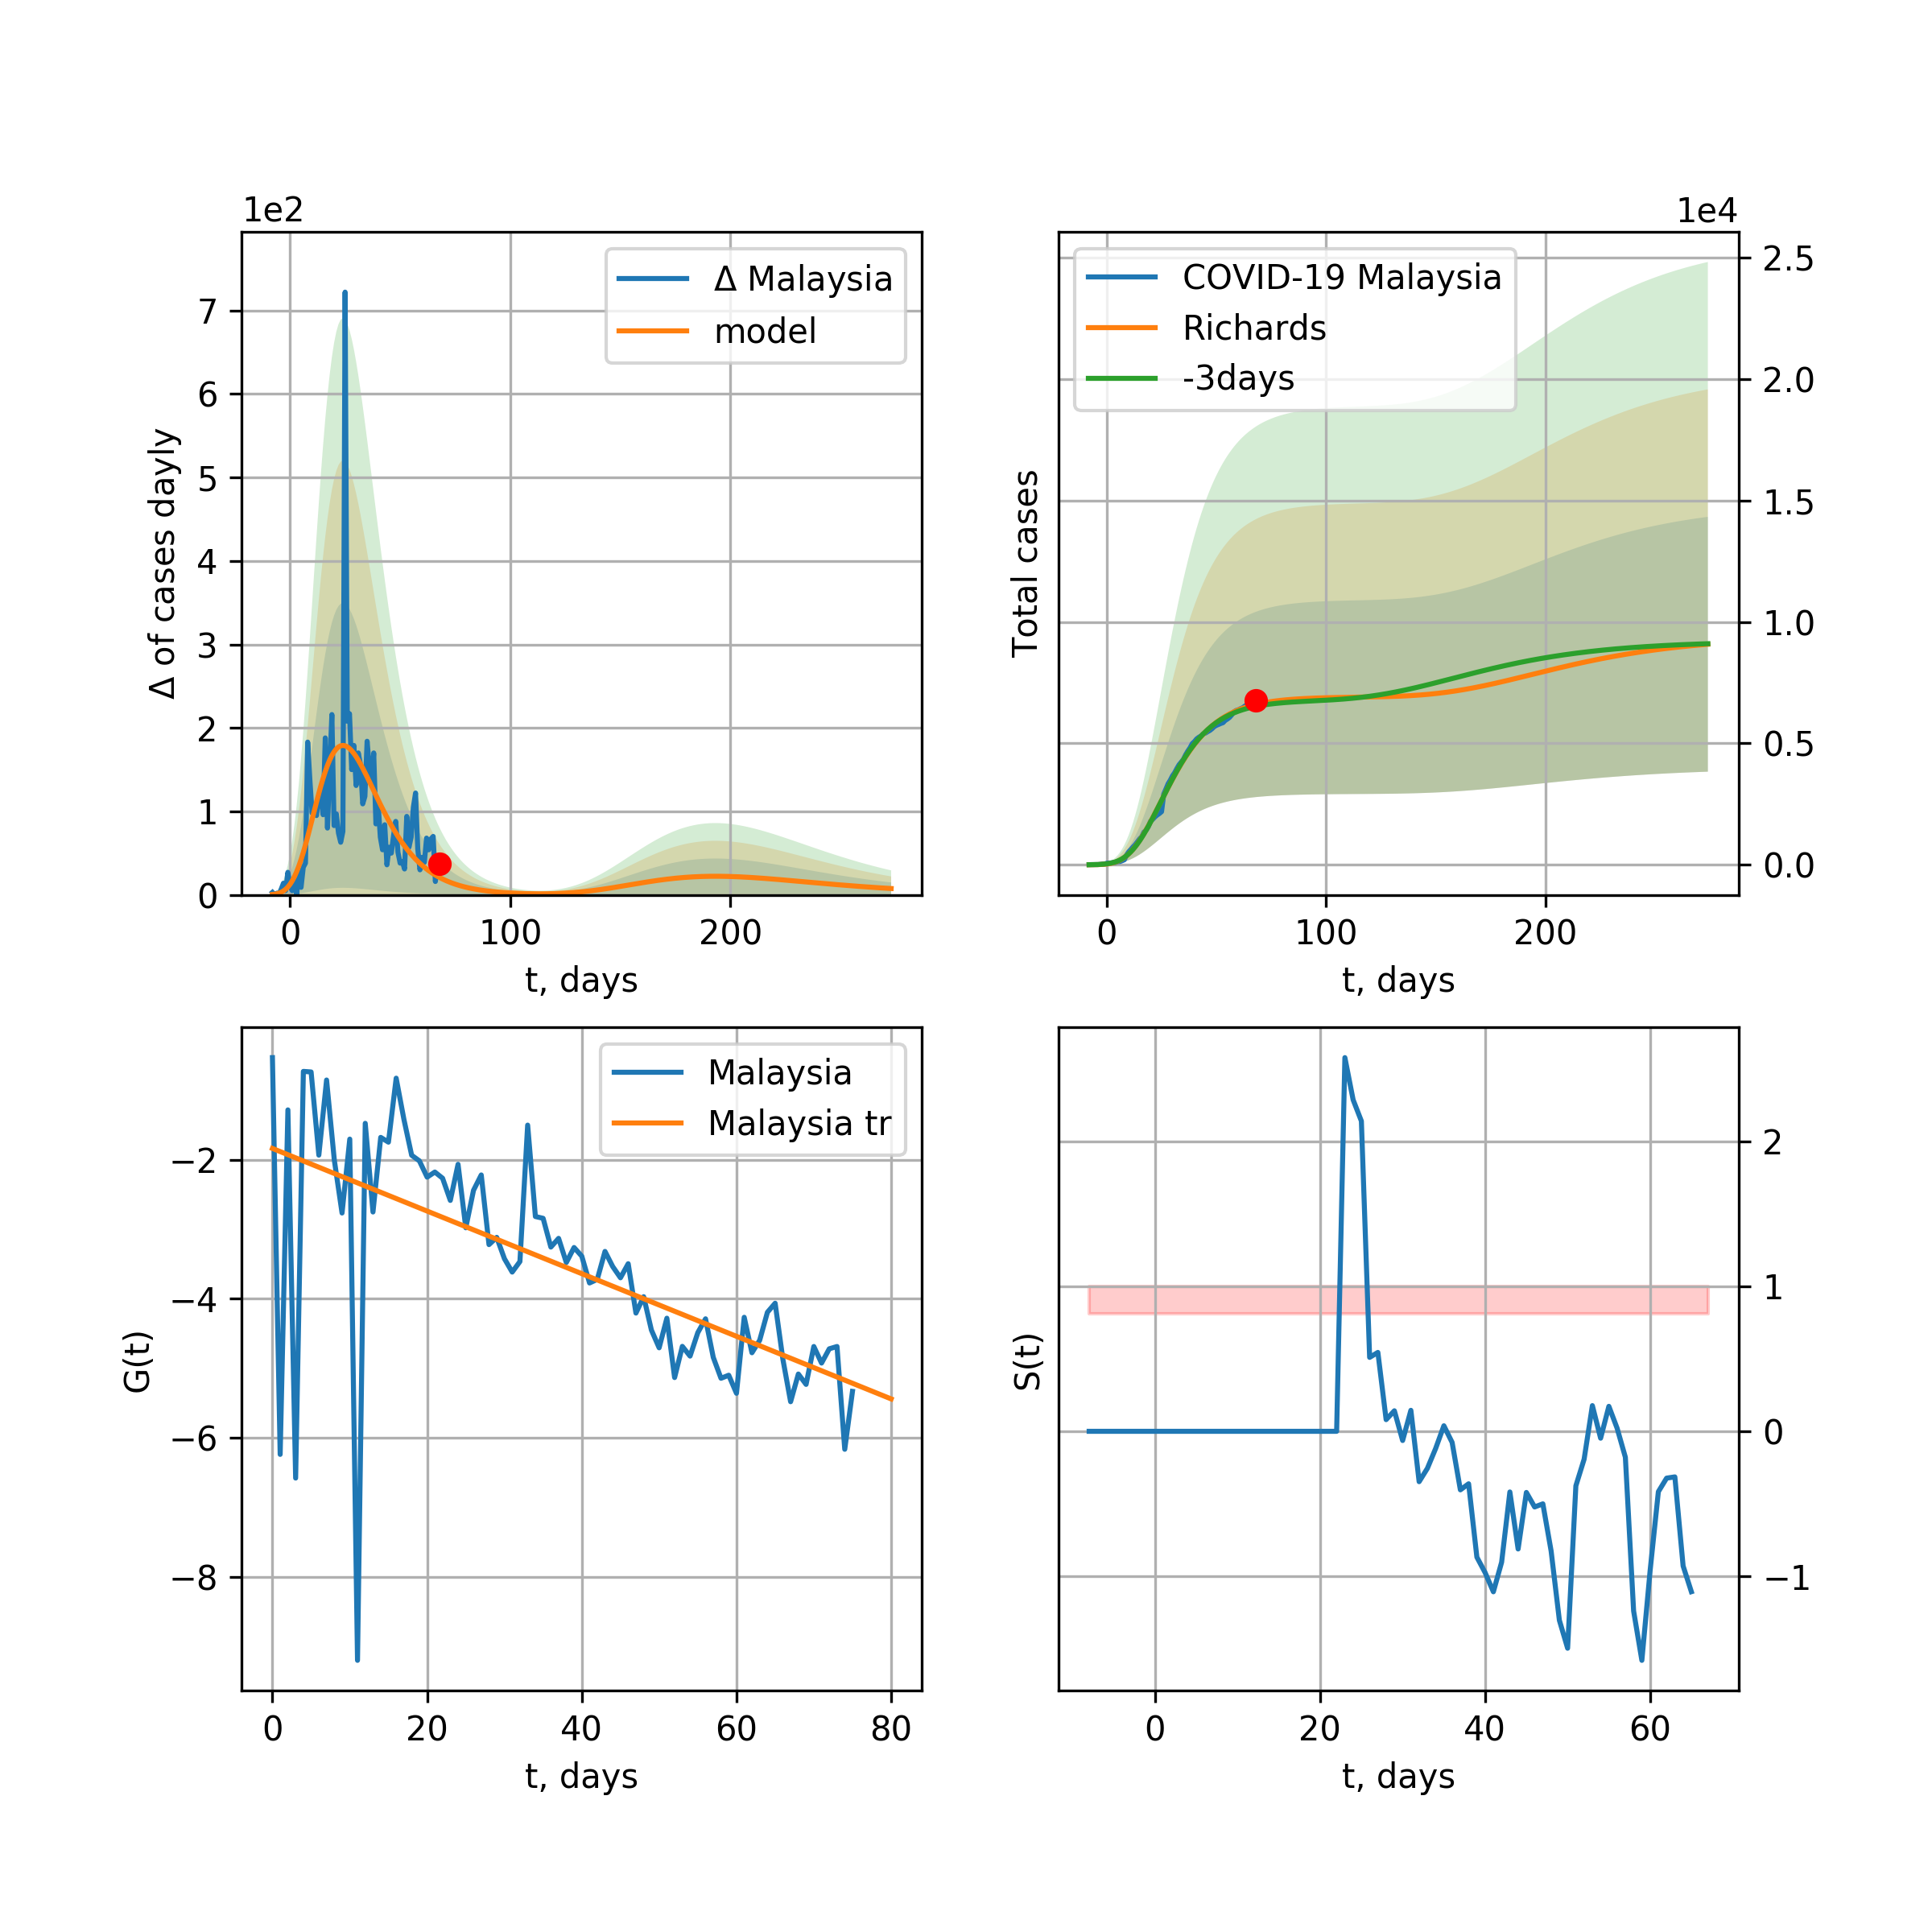 1e2
Δ of cases dayly
7
6
5
4
3
2
1
0
0 100 200
t, days
Δ Malaysia
model
1e4
Total cases
2.5
2.0
1.5
1.0
0.5
0.0
0 100 200
t, days
COVID-19 Malaysia
Richards
-3days
G(t)
−2
−4
−6
−8
0 20 40 60 80
t, days
Malaysia
Malaysia tr
S(t)
2
1
0
−1
0 20 40 60
t, days